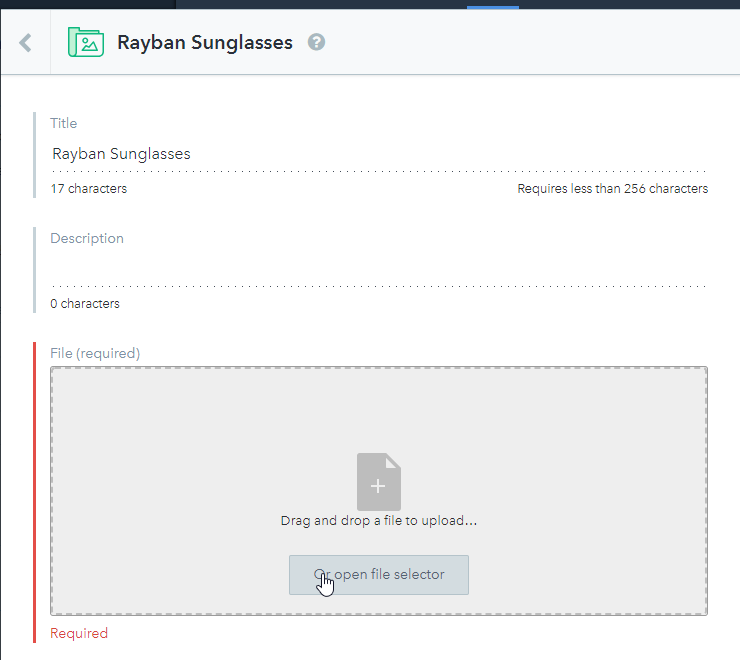 Rayban Sunglasses ?
Title
Rayban Sunglasses
17 characters Requires less than 256 characters
Description
0 characters
File (required)
Drag and drop a file to upload...
Or open file selector
Required